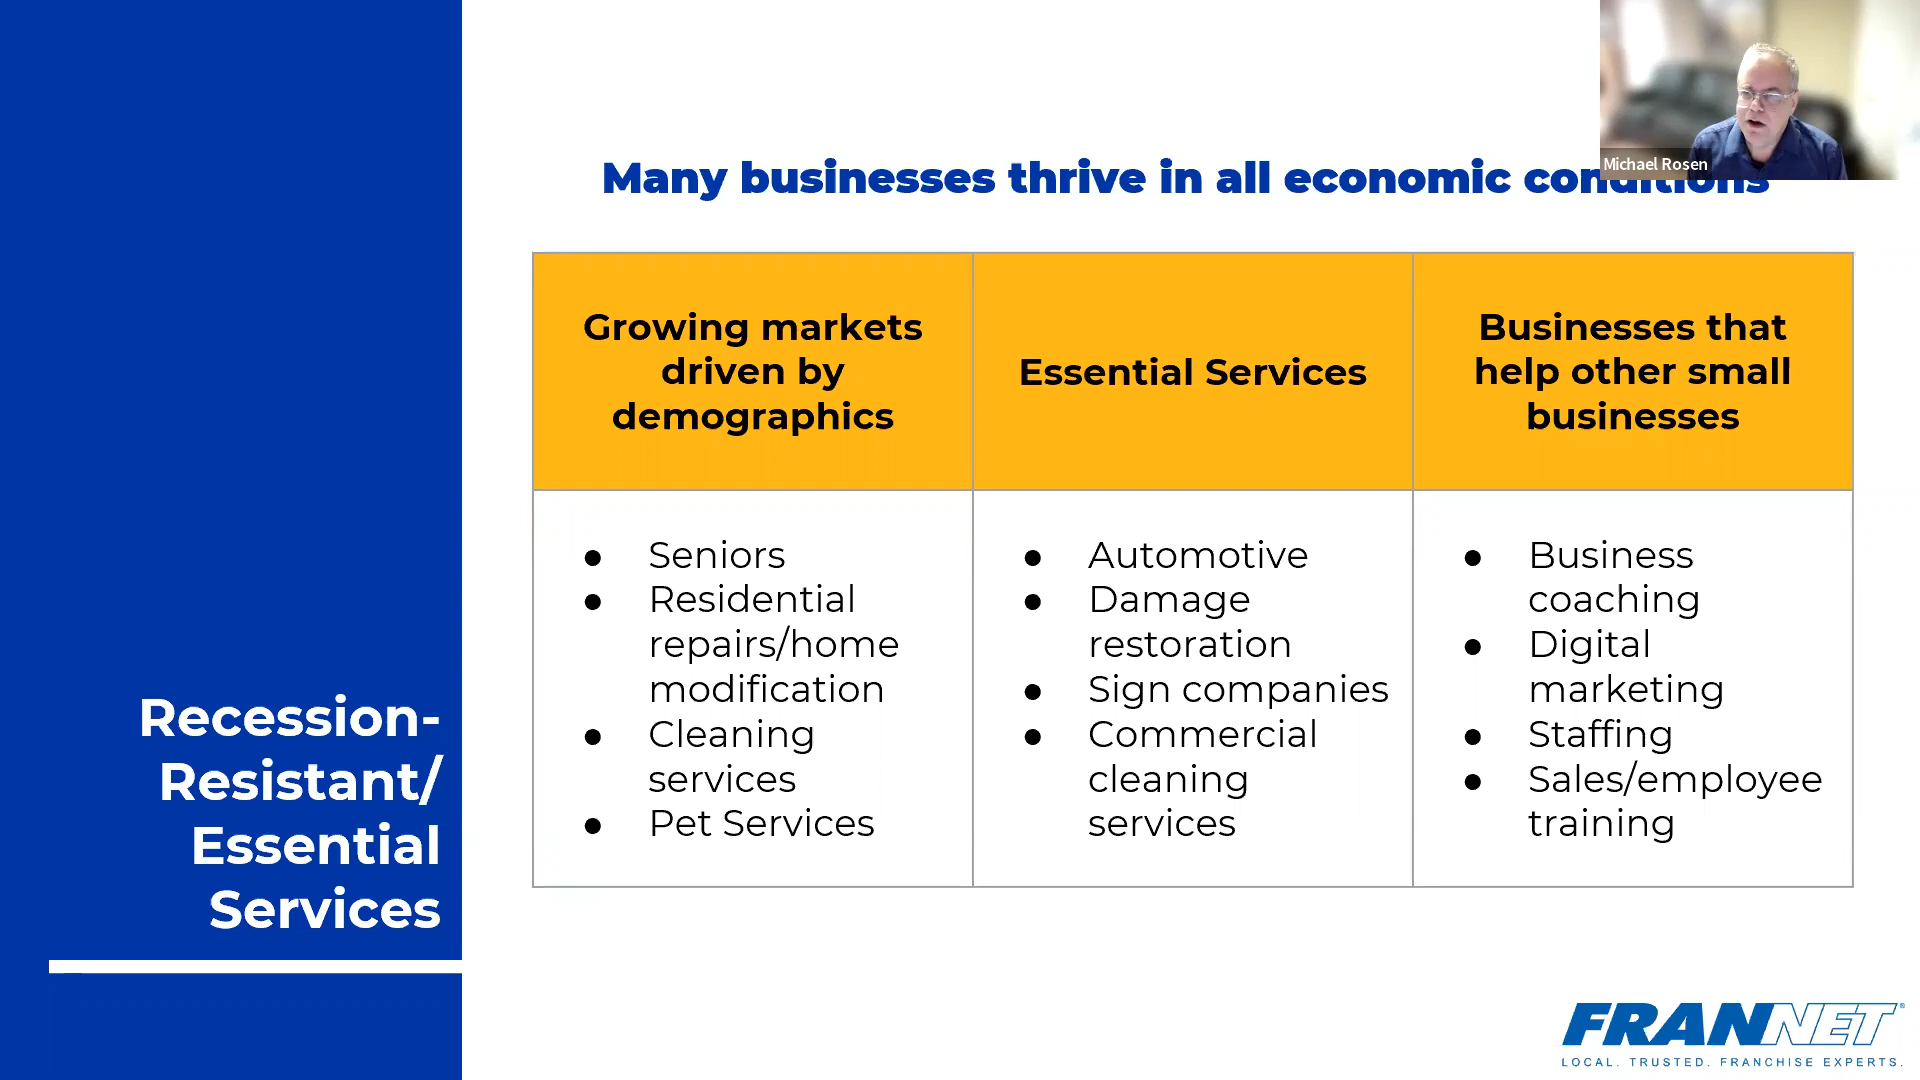 Michael Rosen
Many businesses thrive in all economic conditions
Growing markets
driven by
demographics
Essential Services
Businesses that
help other small
businesses
● Seniors
● Residential
repairs/home
modification
● Cleaning
services
● Pet Services
● Automotive
● Damage
restoration
● Sign companies
● Commercial
cleaning
services
● Business
coaching
● Digital
marketing
● Staffing
● Sales/employee
training
Recession-
Resistant/
Essential
Services
FRANNET®
LOCAL. TRUSTED. FRANCHISE EXPERTS.